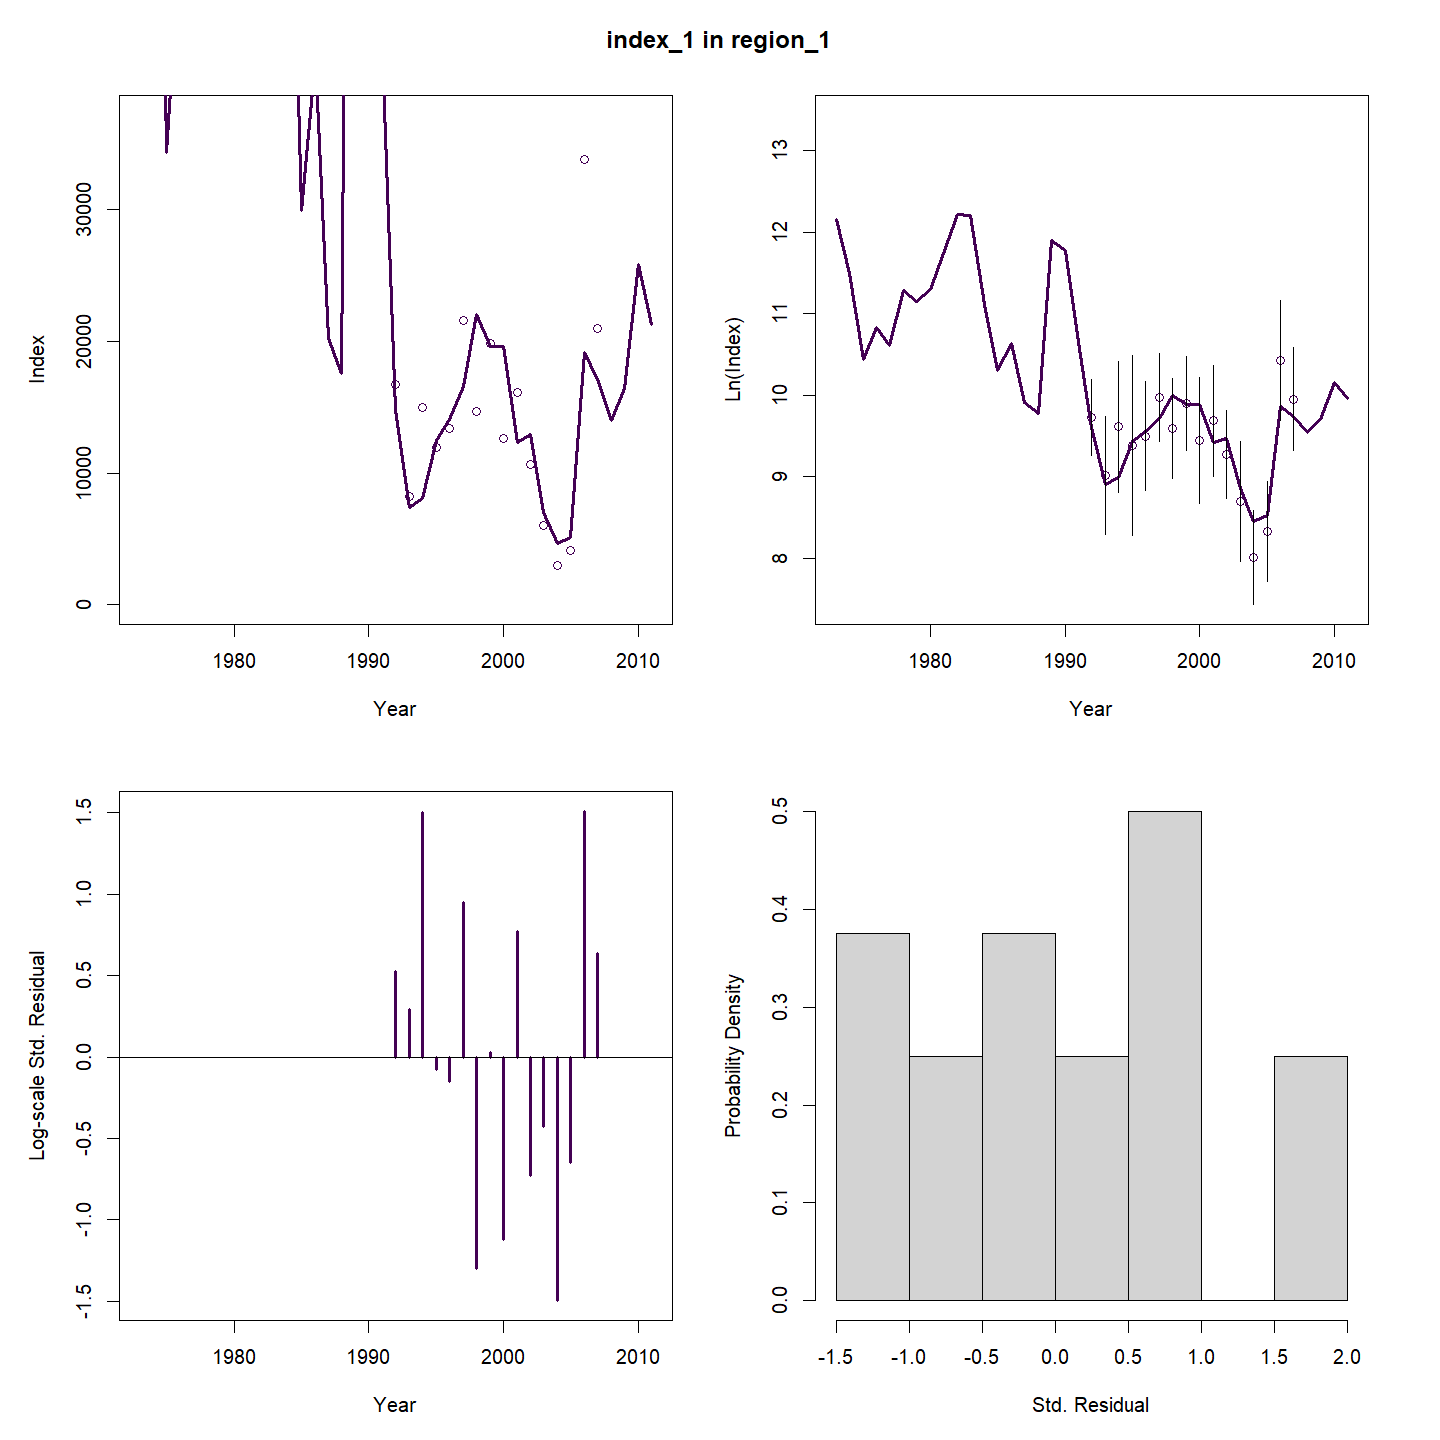 index_1 in region_1
Index
30000
20000
10000
0
1980 1990 2000 2010
Year
Ln(Index)
13
12
11
10
9
8
1980 1990 2000 2010
Year
Log-scale Std. Residual
1.5
1.0
0.5
0.0
-0.5
-1.0
-1.5
1980 1990 2000 2010
Year
Probability Density
0.5
0.4
0.3
0.2
0.1
0.0
-1.5 -1.0 -0.5 0.0 0.5 1.0 1.5 2.0
Std. Residual